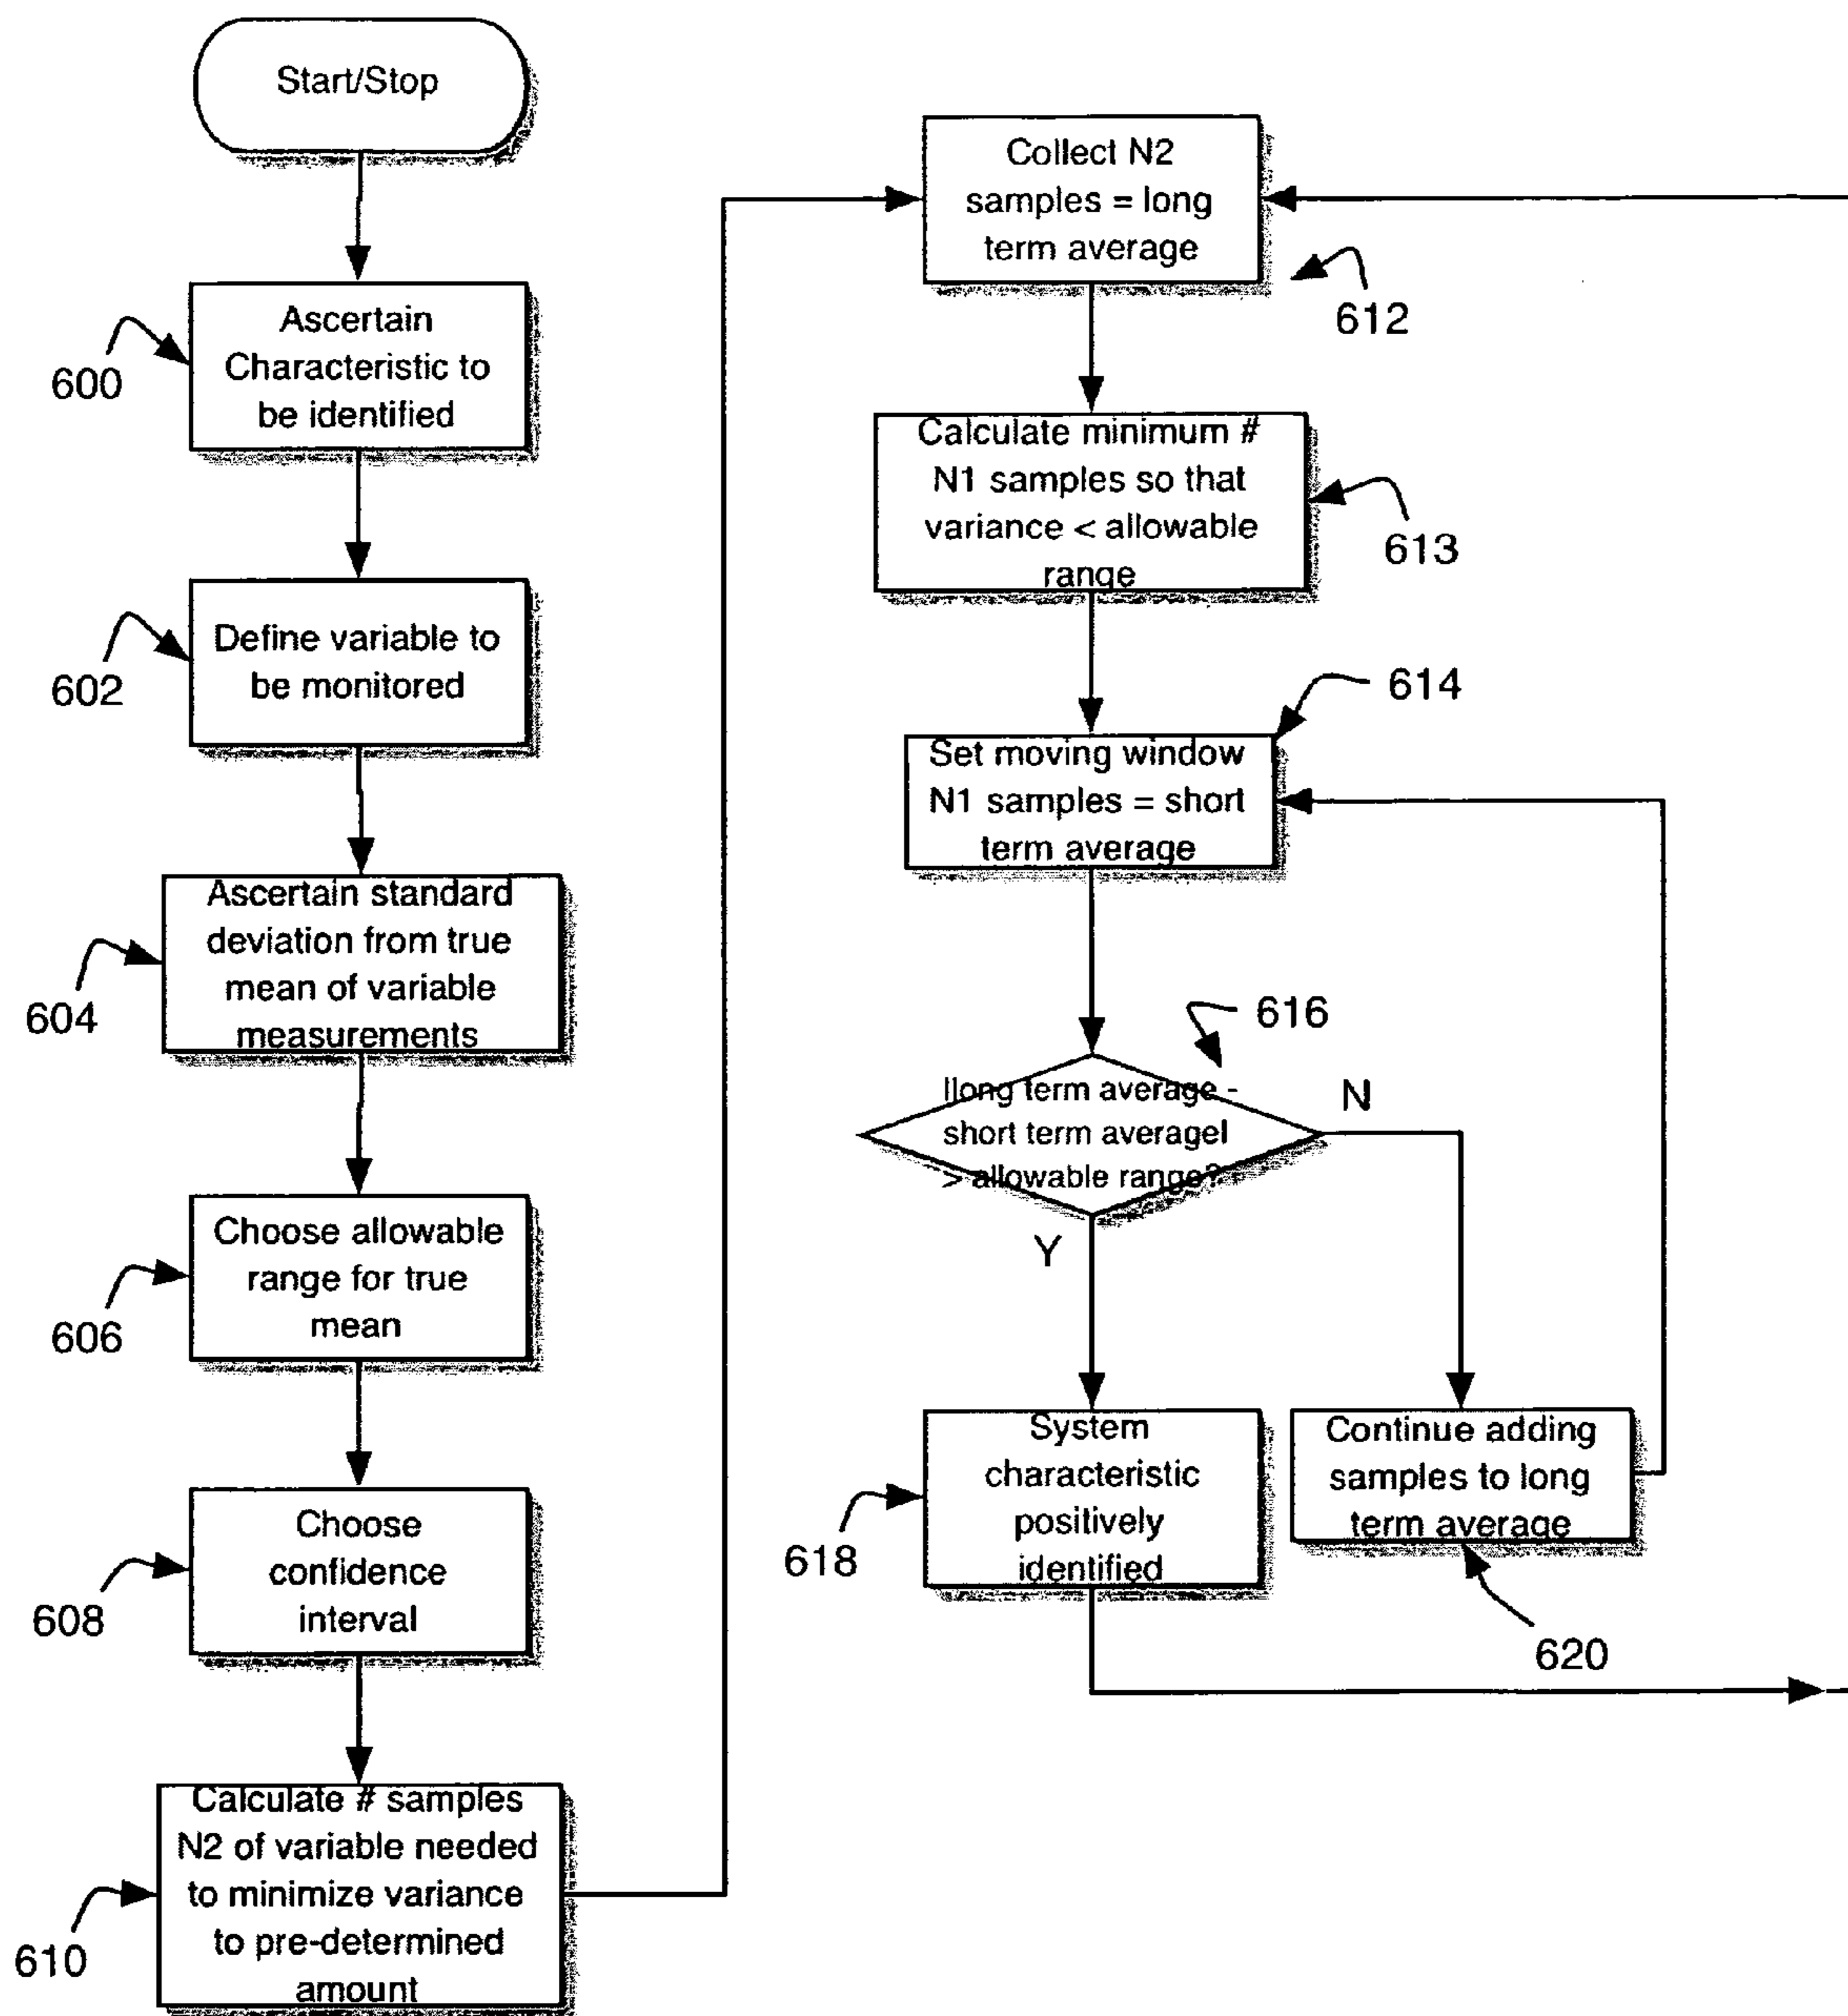 Start/Stop
Ascertain
Characteristic to
be identified
600
Define variable to
be monitored
602
Ascertain standard
deviation from true
mean of variable
measurements
604
Choose allowable
range for true
mean
606
Choose
confidence
interval
608
Calculate # samples
N2 of variable needed
to minimize variance
to pre-determined
amount
610
Collect N2
samples = long
term average
612
Calculate minimum #
N1 samples so that
variance < allowable
range
613
Set moving window
N1 samples = short
term average
614
|long term average -
short term average|
> allowable range?
616
N
Y
System
characteristic
positively
identified
618
Continue adding
samples to long
term average
620